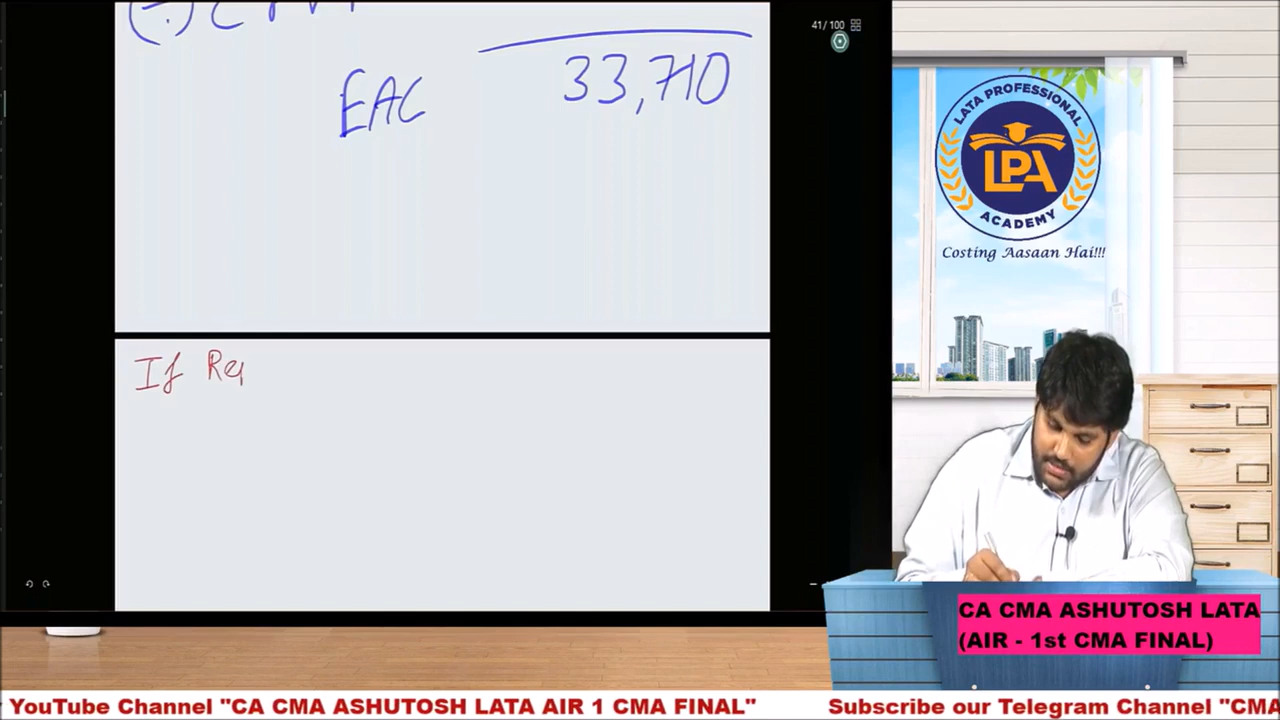 41/100
EAC 33,710
If Rep
LATA PROFESSIONAL
LPA
ACADEMY
Costing Aasaan Hai!!!
CA CMA ASHUTOSH LATA
(AIR - 1st CMA FINAL)
YouTube Channel "CA CMA ASHUTOSH LATA AIR 1 CMA FINAL" Subscribe our Telegram Channel "CMA